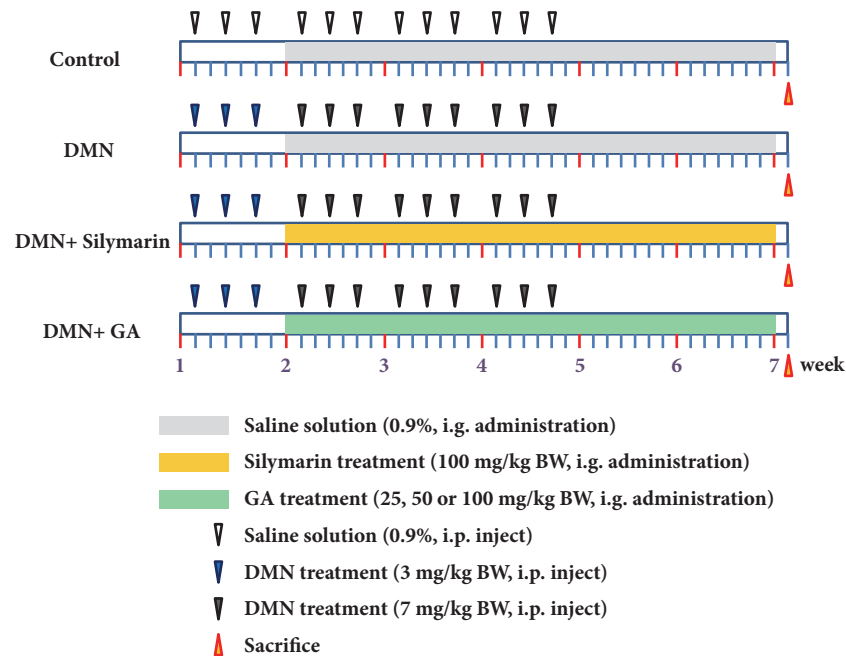 Control
DMN
DMN+ Silymarin
DMN+ GA
1 2 3 4 5 6 7 week
Saline solution (0.9%, i.g. administration)
Silymarin treatment (100 mg/kg BW, i.g. administration)
GA treatment (25, 50 or 100 mg/kg BW, i.g. administration)
Saline solution (0.9%, i.p. inject)
DMN treatment (3 mg/kg BW, i.p. inject)
DMN treatment (7 mg/kg BW, i.p. inject)
Sacrifice